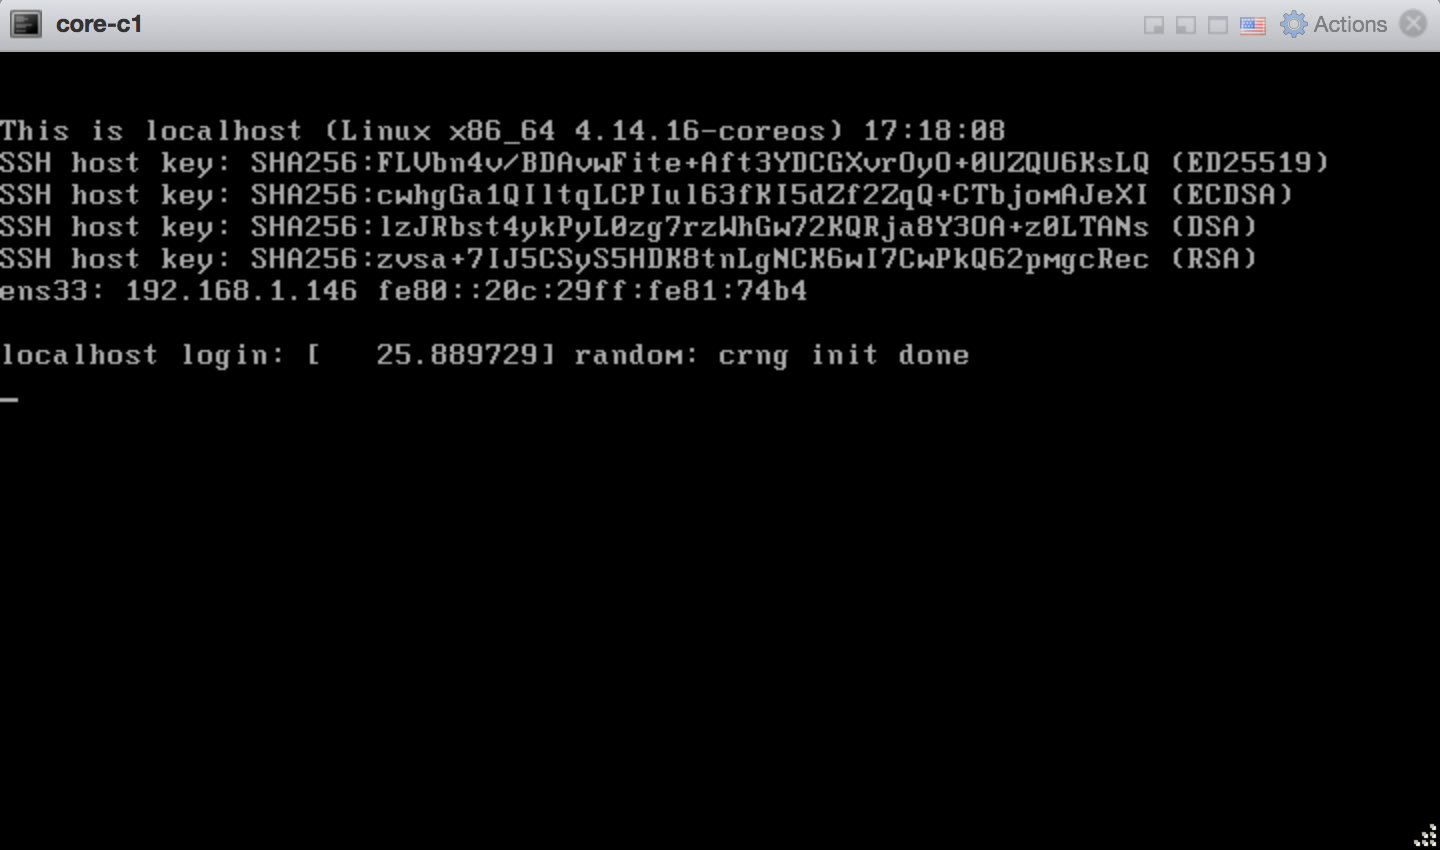 core-c1
Actions
This is localhost (Linux x86_64 4.14.16-coreos) 17:18:08
SSH host key: SHA256:FLVbn4v/BDAvwFite+Aft3YDCGXvrOyO+0UZQU6KsLQ (ED25519)
SSH host key: SHA256:cwhgGa1QIltqLCPIul63fKI5dZf2ZqQ+CTbjomAJeXI (ECDSA)
SSH host key: SHA256:lzJRbst4ykPyL0zg7rzWhGw72KQRja8Y3OA+z0LTANs (DSA)
SSH host key: SHA256:zvsa+7IJ5CSyS5HDK8tnLgNCK6wI7CwPkQ62pmgcRec (RSA)
ens33: 192.168.1.146 fe80::20c:29ff:fe81:74b4
localhost login: [   25.889729] random: crng init done